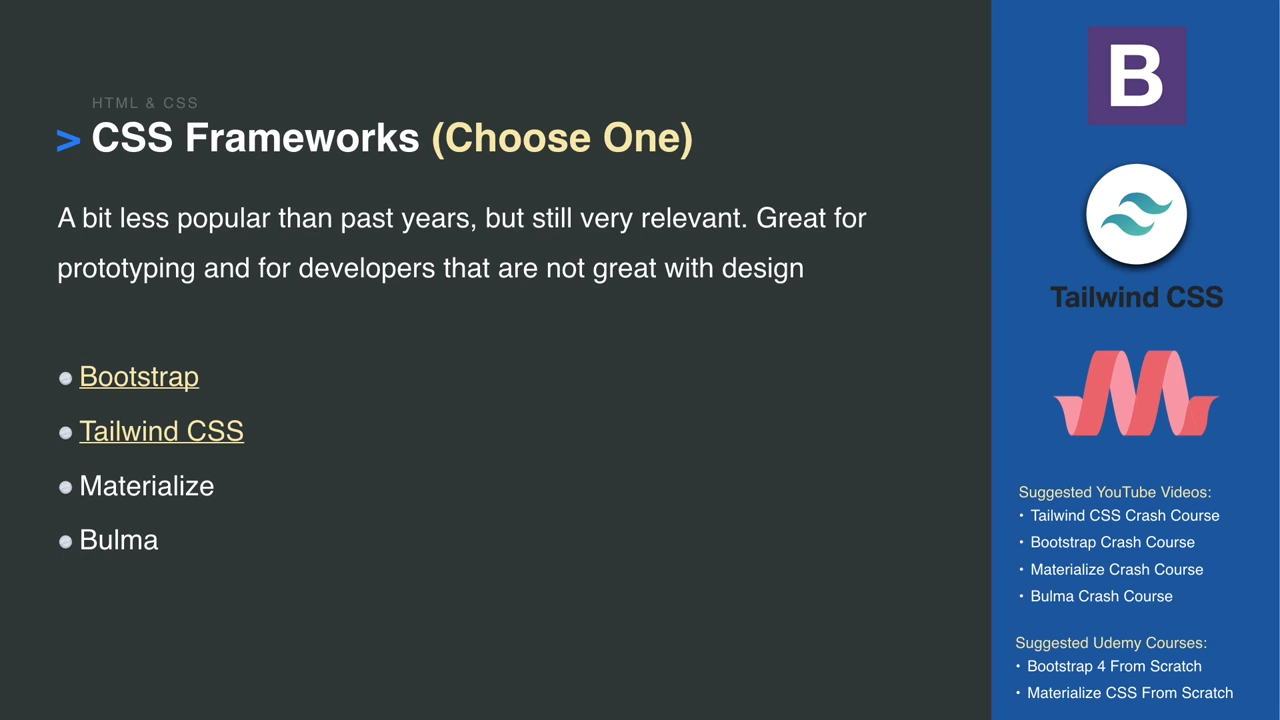 HTML & CSS
> CSS Frameworks (Choose One)
A bit less popular than past years, but still very relevant. Great for
prototyping and for developers that are not great with design
Bootstrap
Tailwind CSS
Materialize
Bulma
B
Tailwind CSS
Suggested YouTube Videos:
• Tailwind CSS Crash Course
• Bootstrap Crash Course
• Materialize Crash Course
• Bulma Crash Course
Suggested Udemy Courses:
• Bootstrap 4 From Scratch
• Materialize CSS From Scratch